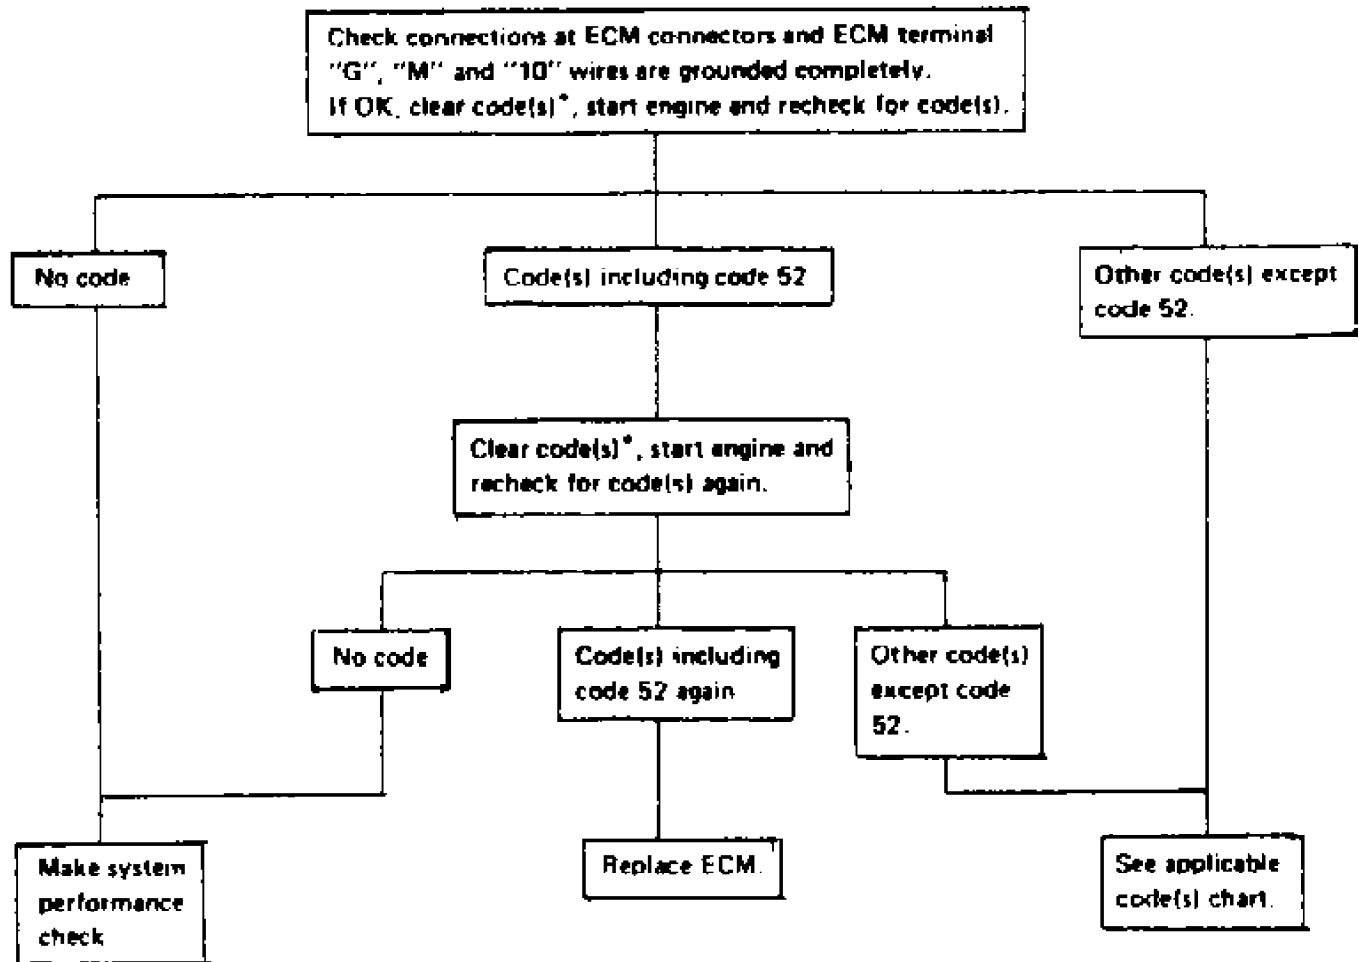 Check connections at ECM connectors and ECM terminal
"G", "M" and "10" wires are grounded completely.
If OK, clear code(s)*, start engine and recheck for code(s).
No code
Code(s) including code 52
Other code(s) except
code 52.
Clear code(s)*, start engine and
recheck for code(s) again.
No code
Code(s) including
code 52 again
Other code(s)
except code
52.
Make system
performance
check
Replace ECM.
See applicable
code(s) chart.